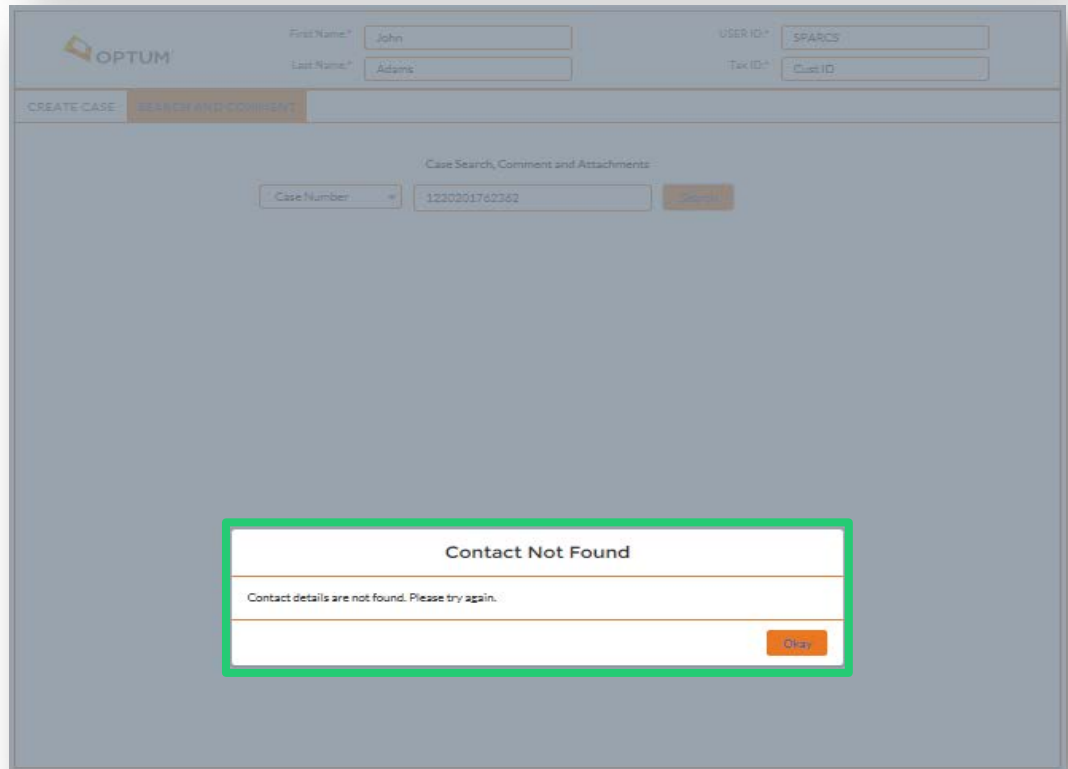 OPTUM
First Name:* John
Last Name:* Adams
USER ID:* SPARCS
Tax ID:* Cust ID
CREATE CASE SEARCH AND COMMENT
Case Search, Comment and Attachments
Case Number 1220201762362 Search
Contact Not Found
Contact details are not found. Please try again.
Okay